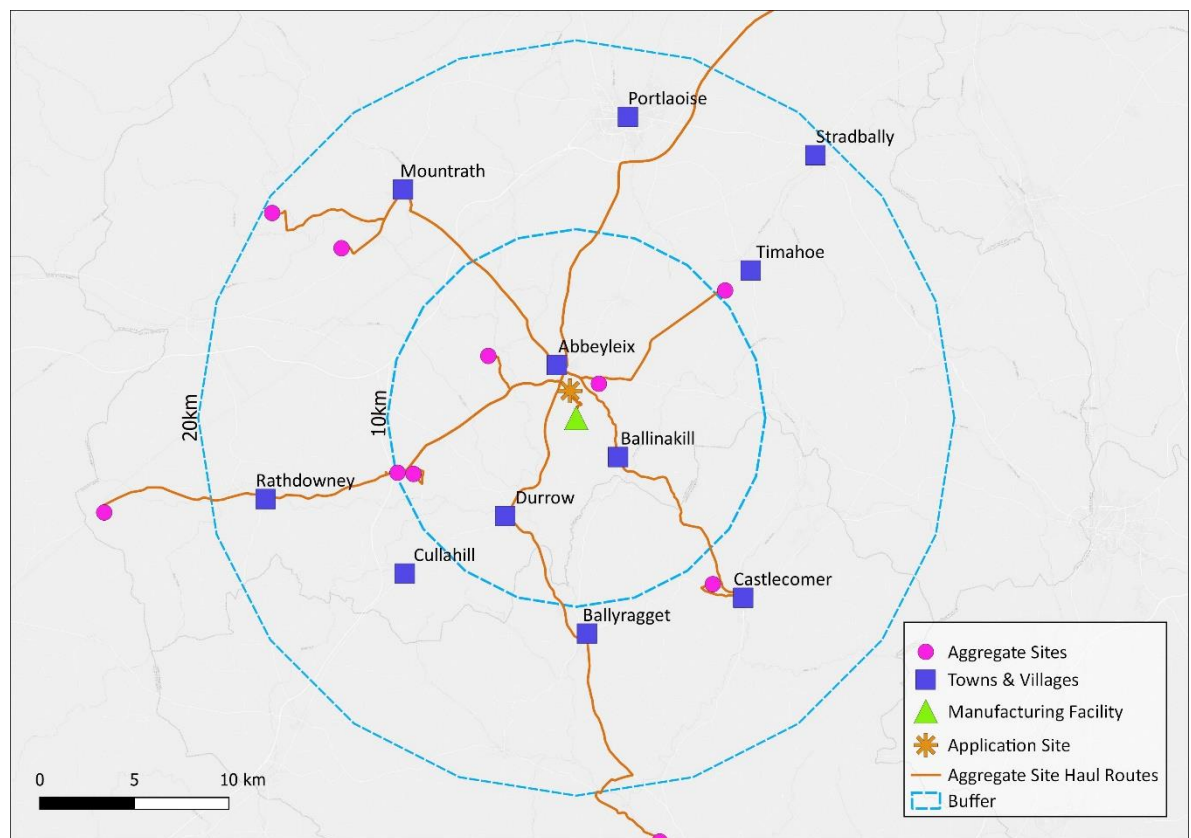 Portlaoise
Stradbally
Mountrath
Timahoe
Abbeyleix
20km
10km
Ballinakill
Rathdowney
Durrow
Cullahill
Castlecomer
Ballyragget
Aggregate Sites
Towns & Villages
Manufacturing Facility
Application Site
Aggregate Site Haul Routes
Buffer
0 5 10 km